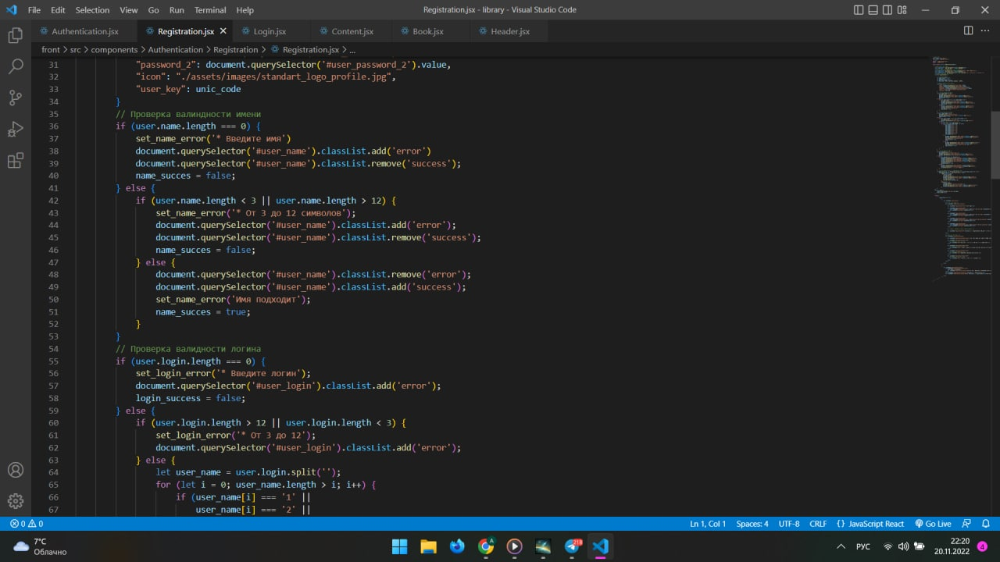 File Edit Selection View Go Run Terminal Help Registration.jsx - library - Visual Studio Code
Authentication.jsx Registration.jsx Login.jsx Content.jsx Book.jsx Header.jsx
front > src > components > Authentication > Registration > Registration.jsx > ...
31 "password_2": document.querySelector('#user_password_2').value,
32 "icon": "./assets/images/standart_logo_profile.jpg",
33 "user_key": unic_code
34 }
35 // Проверка валиндности имени
36 if (user.name.length === 0) {
37 set_name_error('* Введите имя')
38 document.querySelector('#user_name').classList.add('error')
39 document.querySelector('#user_name').classList.remove('success');
40 name_succes = false;
41 } else {
42 if (user.name.length < 3 || user.name.length > 12) {
43 set_name_error('* От 3 до 12 символов');
44 document.querySelector('#user_name').classList.add('error');
45 document.querySelector('#user_name').classList.remove('success');
46 name_succes = false;
47 } else {
48 document.querySelector('#user_name').classList.remove('error');
49 document.querySelector('#user_name').classList.add('success');
50 set_name_error('Имя подходит');
51 name_succes = true;
52 }
53 }
54 // Проверка валидности логина
55 if (user.login.length === 0) {
56 set_login_error('* Введите логин');
57 document.querySelector('#user_login').classList.add('error');
58 login_success = false;
59 } else {
60 if (user.login.length > 12 || user.login.length < 3) {
61 set_login_error('* От 3 до 12');
62 document.querySelector('#user_login').classList.add('error');
63 } else {
64 let user_name = user.login.split('');
65 for (let i = 0; user_name.length > i; i++) {
66 if (user_name[i] === '1' ||
67 user_name[i] === '2' ||
0 0 Ln 1, Col 1 Spaces: 4 UTF-8 CRLF {} JavaScript React Go Live
7°C
Облачно
A
218
РУС
22:20
20.11.2022
4